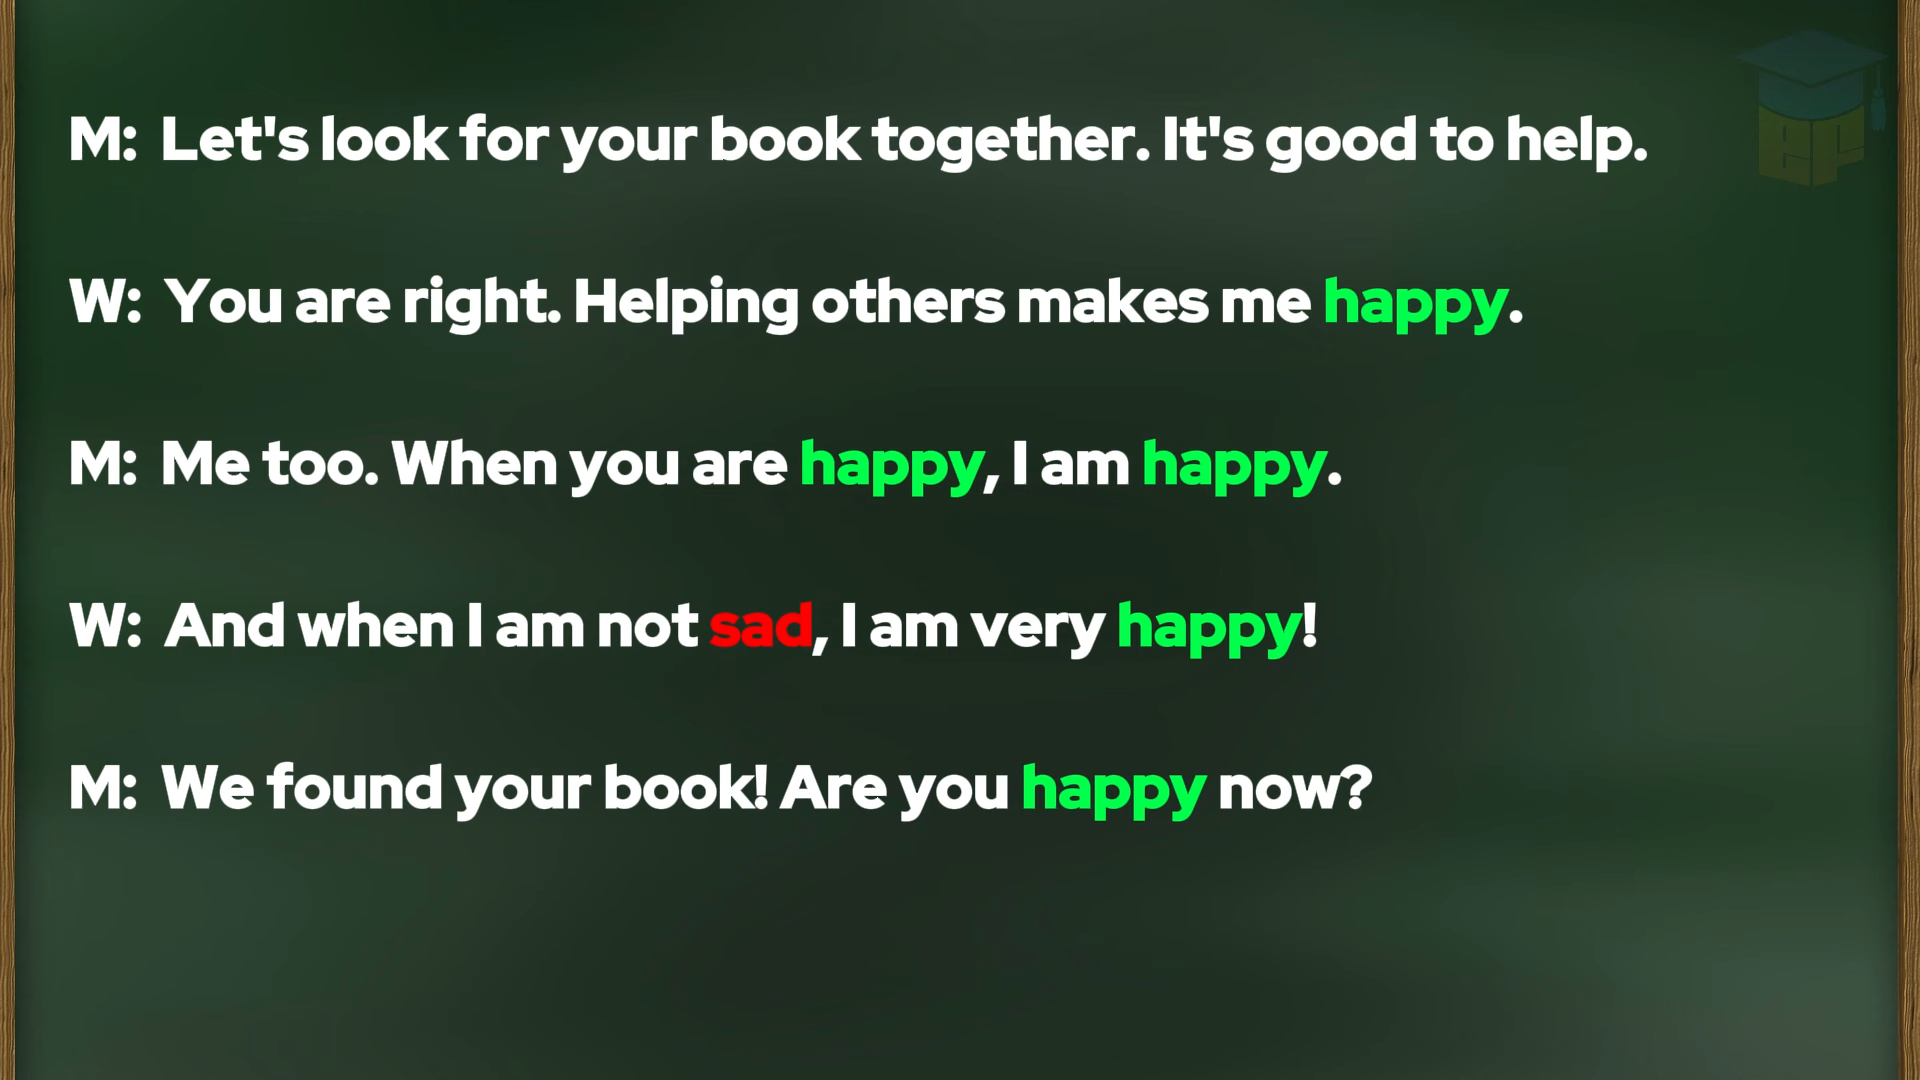 M: Let's look for your book together. It's good to help.
W: You are right. Helping others makes me happy.
M: Me too. When you are happy, I am happy.
W: And when I am not sad, I am very happy!
M: We found your book! Are you happy now?